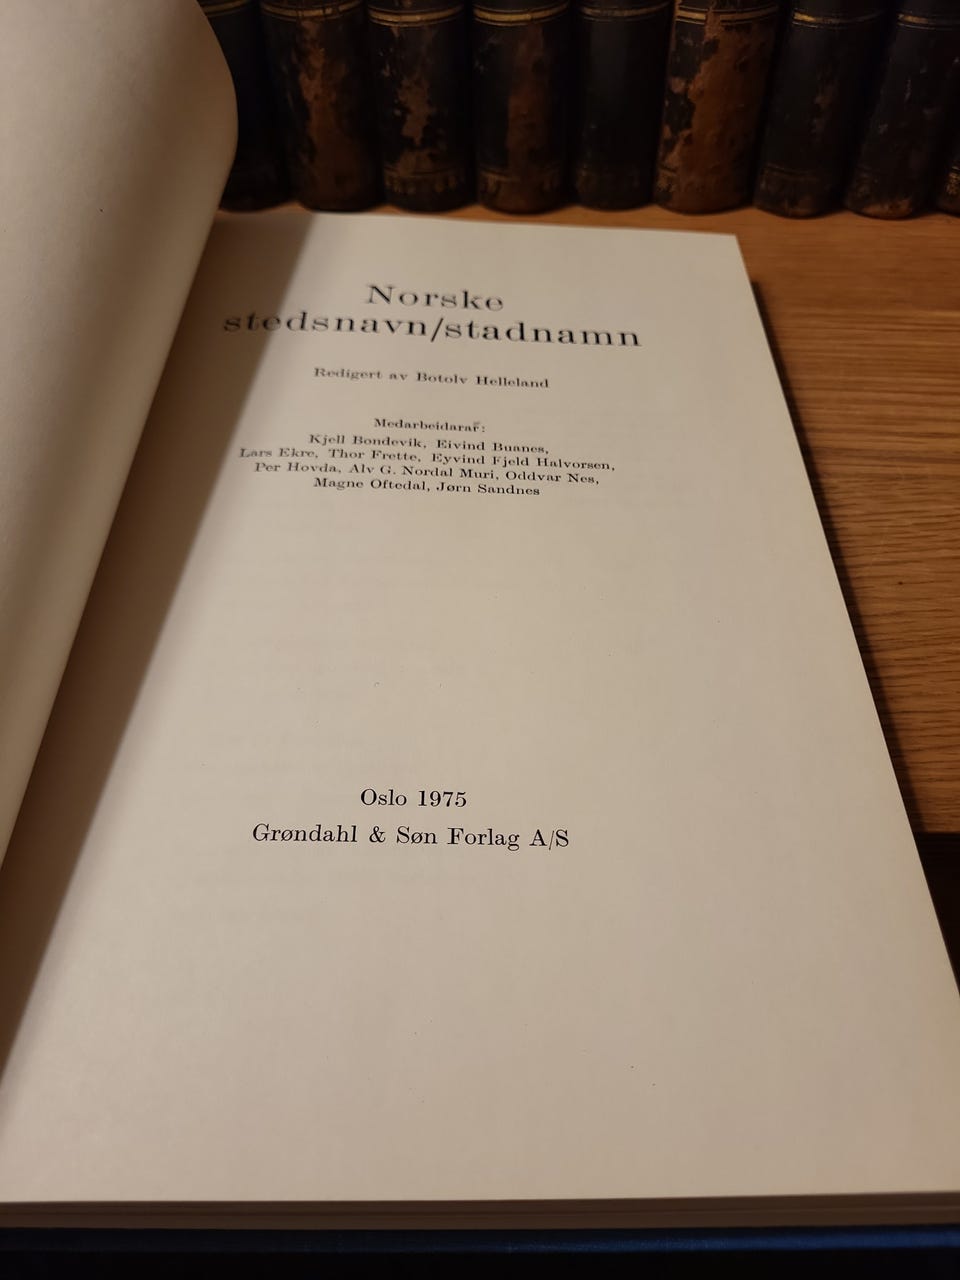 Norske
stedsnavn/stadnamn
Redigert av Botolv Helleland
Medarbeidarar:
Kjell Bondevik, Eivind Buanes,
Lars Ekre, Thor Frette, Eyvind Fjeld Halvorsen,
Per Hovda, Alv G. Nordal Muri, Oddvar Nes,
Magne Oftedal, Jørn Sandnes
Oslo 1975
Grøndahl & Søn Forlag A/S